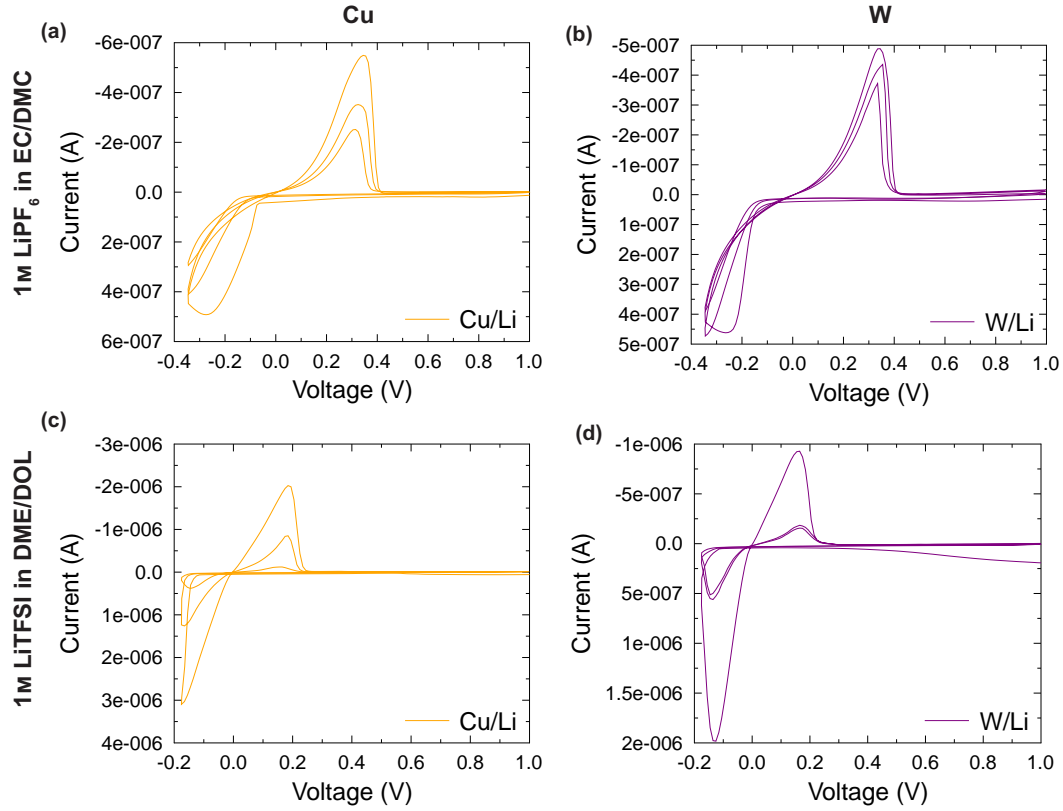 Cu
W
1M LiPF6 in EC/DMC
(a)
-6e-007
-4e-007
-2e-007
0.0
2e-007
4e-007
6e-007
Current (A)
-0.4 -0.2 0.0 0.2 0.4 0.6 0.8 1.0
Voltage (V)
Cu/Li
(b)
-5e-007
-4e-007
-3e-007
-2e-007
-1e-007
0.0
1e-007
2e-007
3e-007
4e-007
5e-007
Current (A)
-0.4 -0.2 0.0 0.2 0.4 0.6 0.8 1.0
Voltage (V)
W/Li
1M LiTFSI in DME/DOL
(c)
-3e-006
-2e-006
-1e-006
0.0
1e-006
2e-006
3e-006
4e-006
Current (A)
-0.2 0.0 0.2 0.4 0.6 0.8 1.0
Voltage (V)
Cu/Li
(d)
-1e-006
-5e-007
0.0
5e-007
1e-006
1.5e-006
2e-006
Current (A)
-0.2 0.0 0.2 0.4 0.6 0.8 1.0
Voltage (V)
W/Li